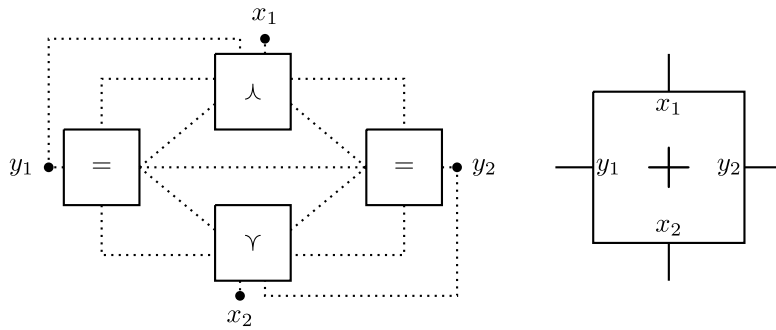 x₁
⋏
y₁ = = y₂
⋎
x₂
x₁
y₁ + y₂
x₂